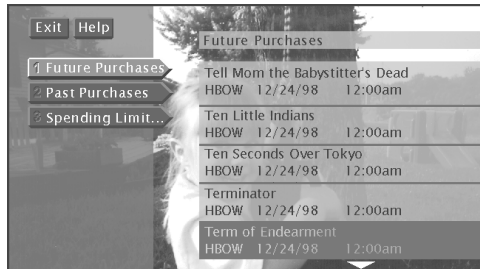 Exit Help
Future Purchases
1 Future Purchases
2 Past Purchases
3 Spending Limit...
Tell Mom the Babystitter's Dead
HBOW 12/24/98 12:00am
Ten Little Indians
HBOW 12/24/98 12:00am
Ten Seconds Over Tokyo
HBOW 12/24/98 12:00am
Terminator
HBOW 12/24/98 12:00am
Term of Endearment
HBOW 12/24/98 12:00am